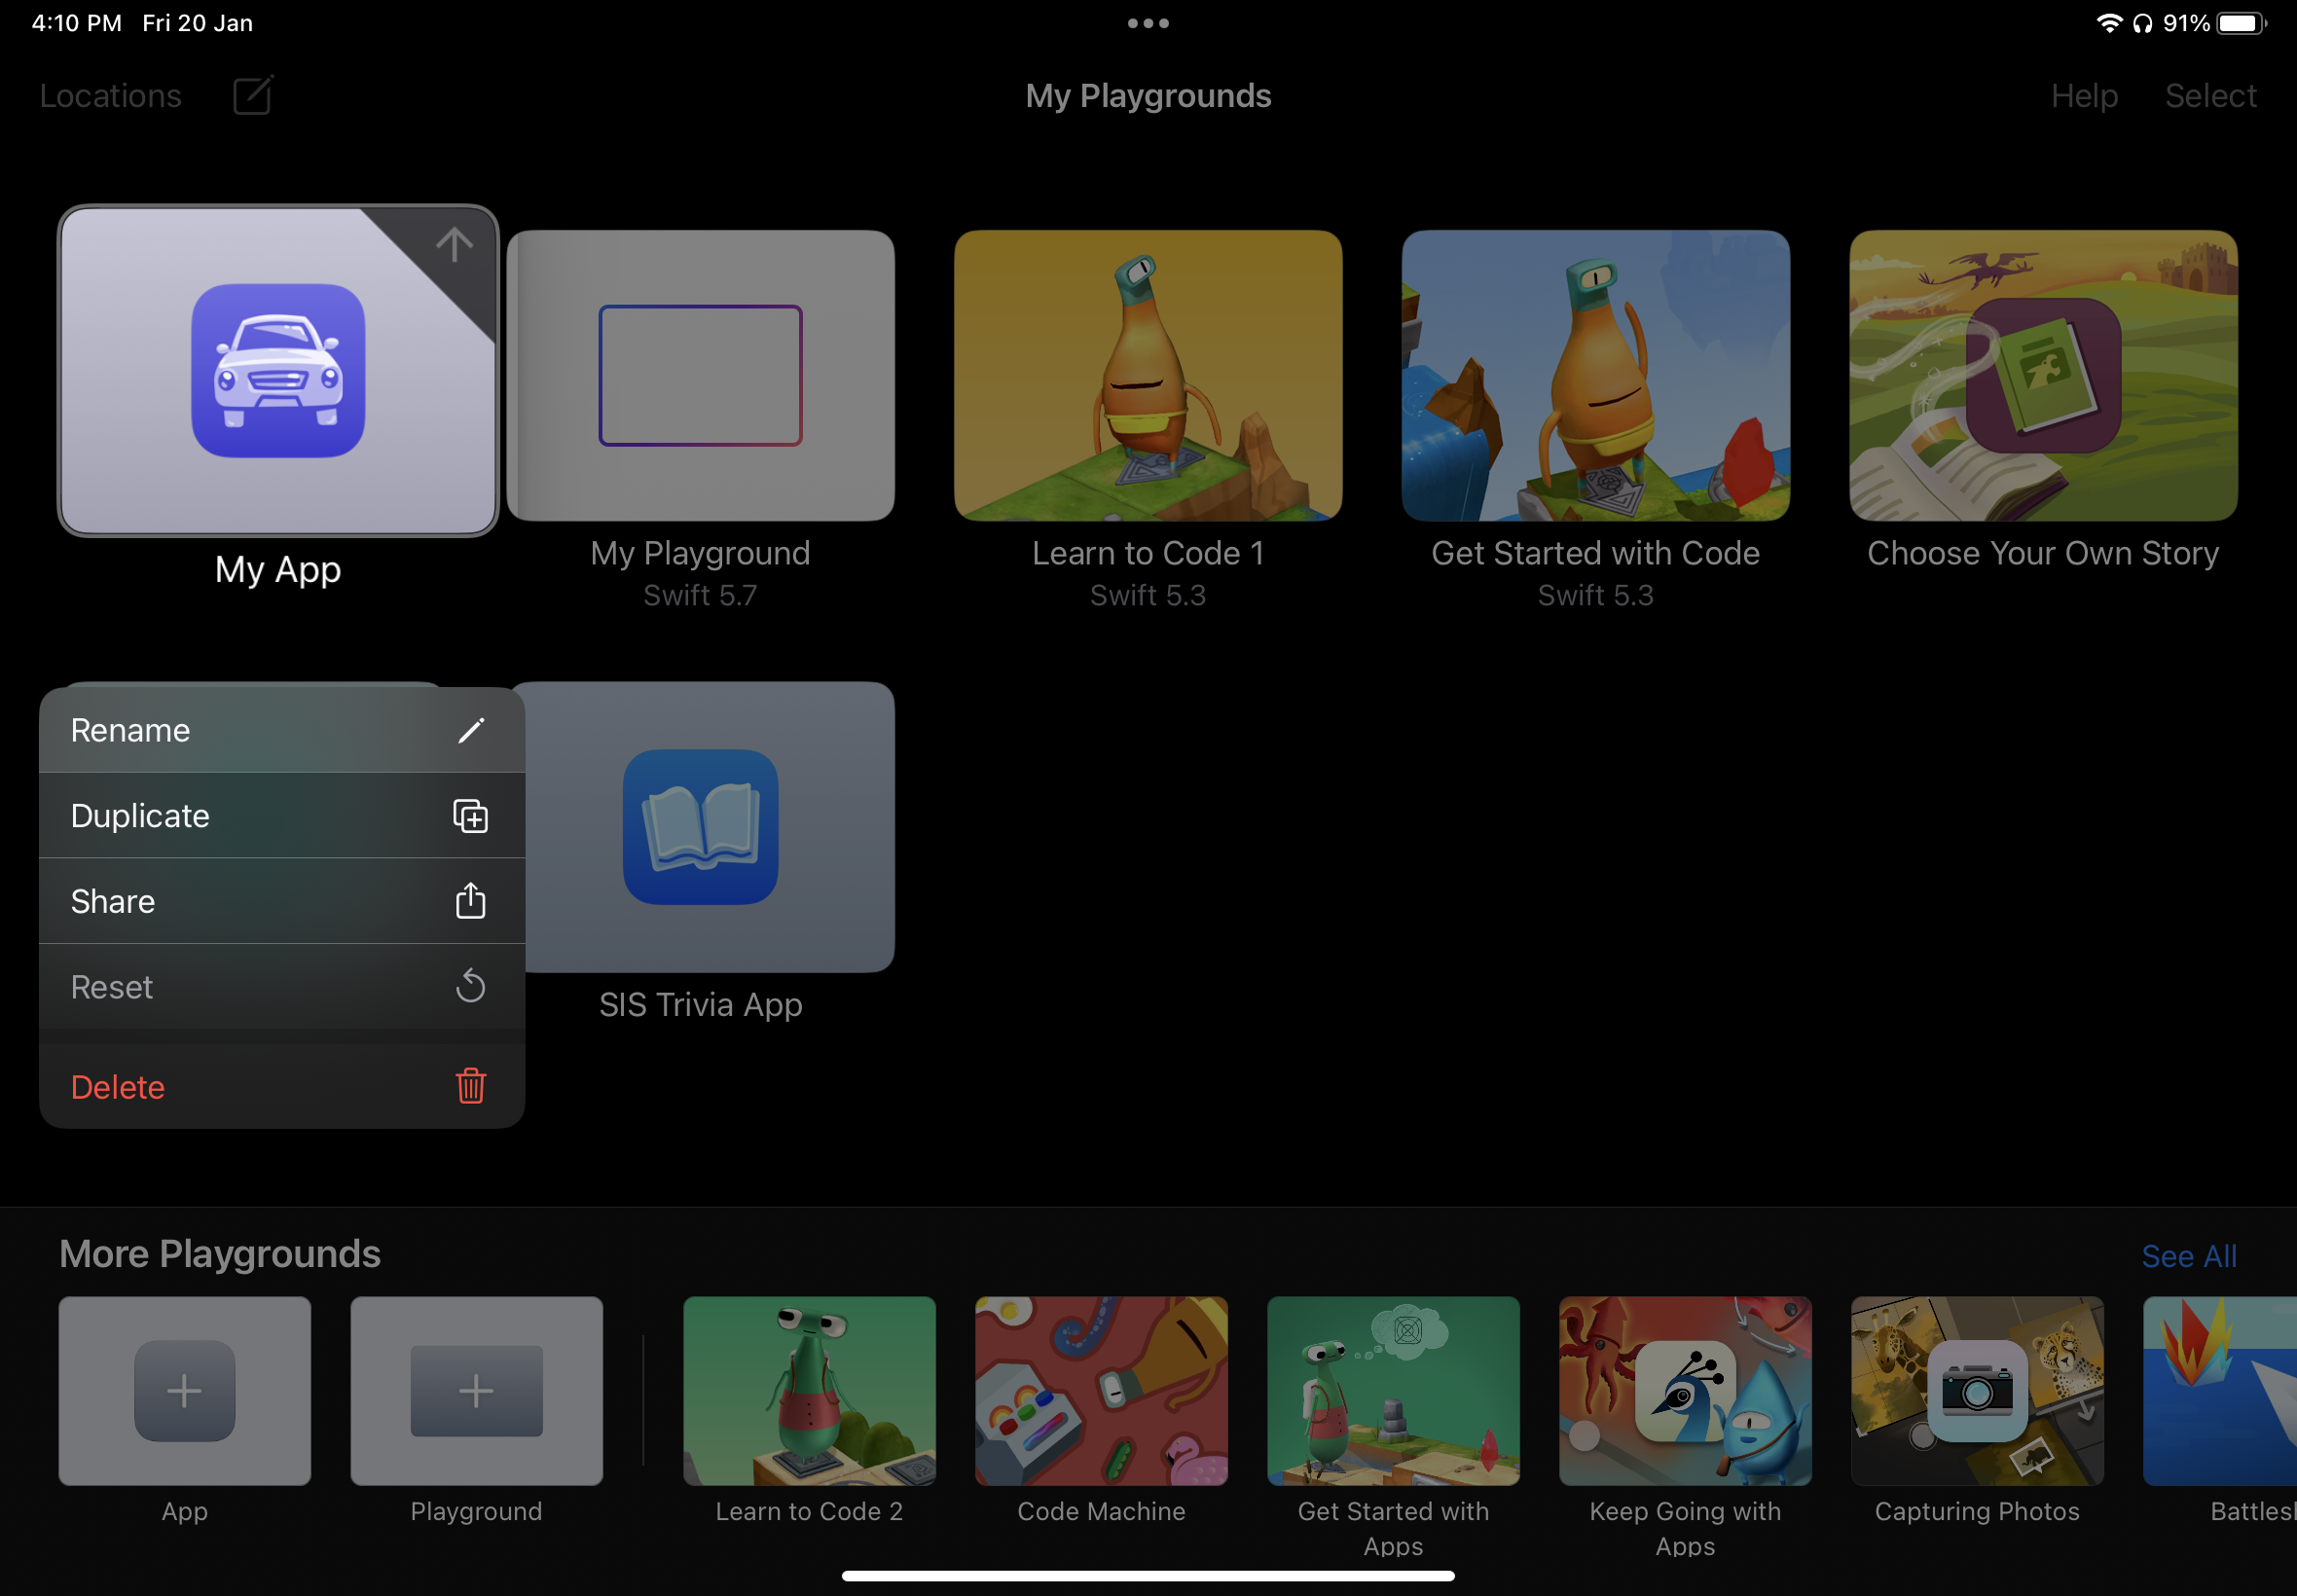 4:10 PM Fri 20 Jan
91%
Locations
My Playgrounds
Help Select
My App
My Playground
Swift 5.7
Learn to Code 1
Swift 5.3
Get Started with Code
Swift 5.3
Choose Your Own Story
Rename
Duplicate
Share
Reset
Delete
SIS Trivia App
More Playgrounds
See All
App
Playground
Learn to Code 2
Code Machine
Get Started with
Apps
Keep Going with
Apps
Capturing Photos